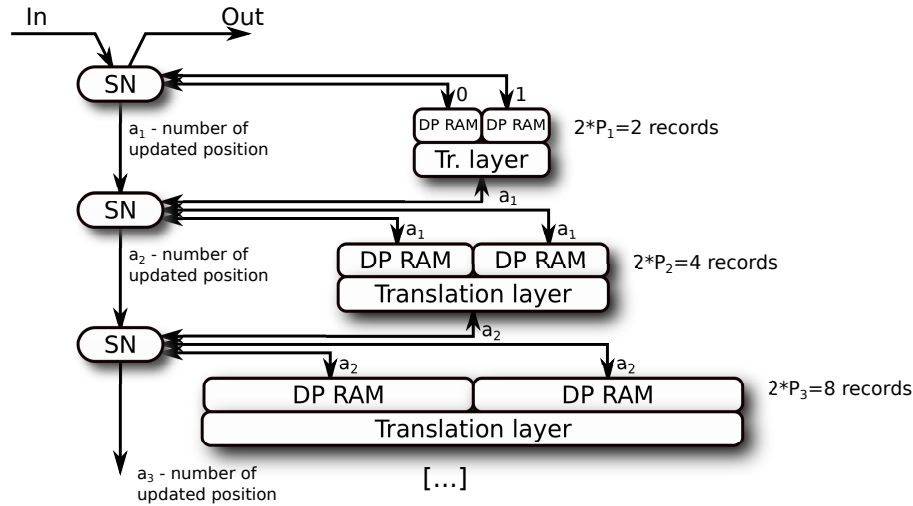 In Out
SN
0 1
DP RAM DP RAM
2*P1=2 records
Tr. layer
a1 - number of
updated position
a1
SN
a1 a1
DP RAM DP RAM
2*P2=4 records
Translation layer
a2 - number of
updated position
a2
SN
a2 a2
DP RAM DP RAM
2*P3=8 records
Translation layer
a3 - number of
updated position
[...]